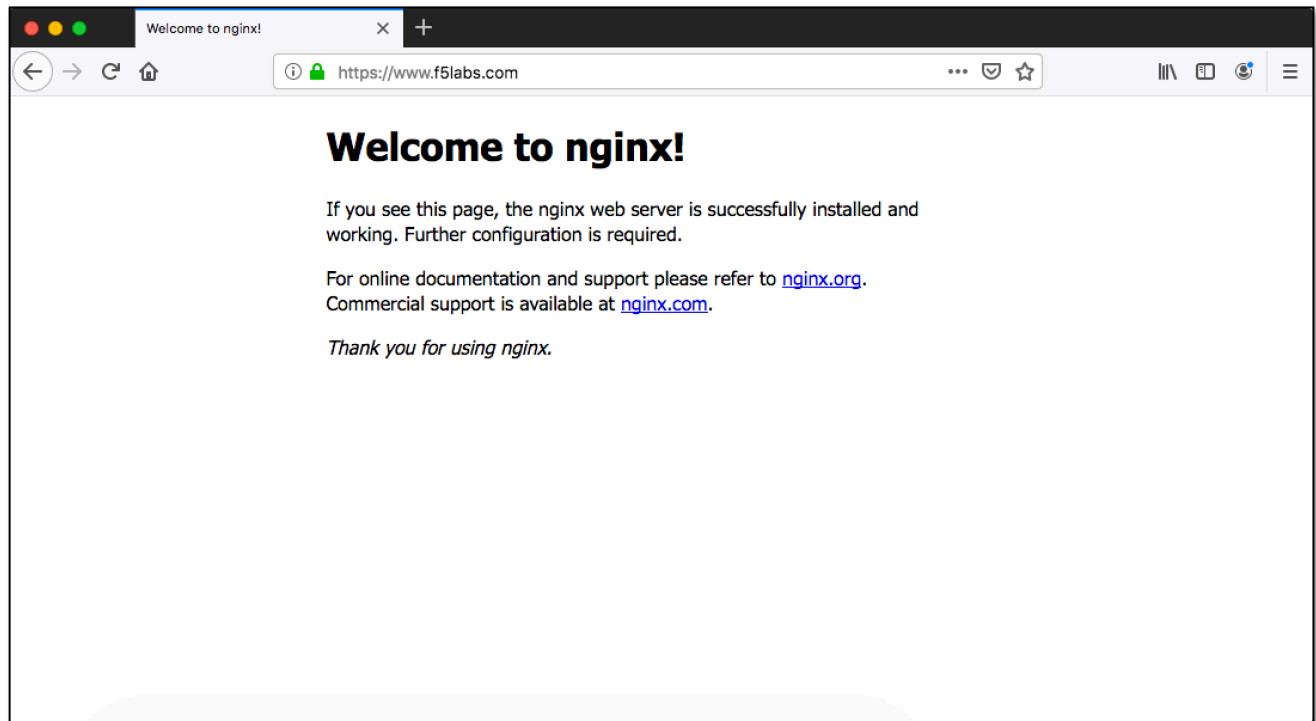 Welcome to nginx!
https://www.f5labs.com
Welcome to nginx!
If you see this page, the nginx web server is successfully installed and
working. Further configuration is required.
For online documentation and support please refer to nginx.org.
Commercial support is available at nginx.com.
Thank you for using nginx.